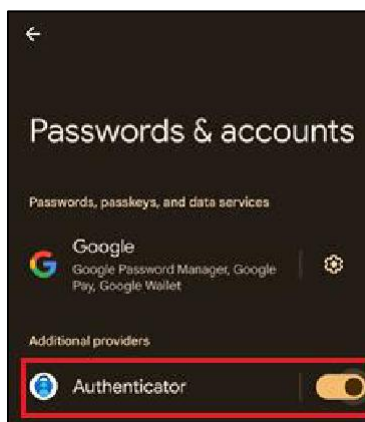 Passwords & accounts
Passwords, passkeys, and data services
Google
Google Password Manager, Google
Pay, Google Wallet
Additional providers
Authenticator